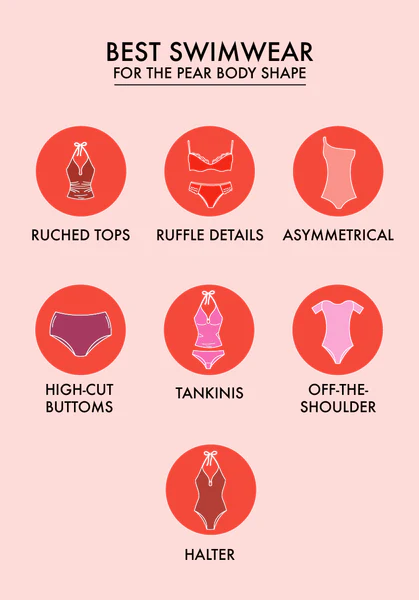 BEST SWIMWEAR
FOR THE PEAR BODY SHAPE
RUCHED TOPS
RUFFLE DETAILS
ASYMMETRICAL
HIGH-CUT
BUTTOMS
TANKINIS
OFF-THE-
SHOULDER
HALTER